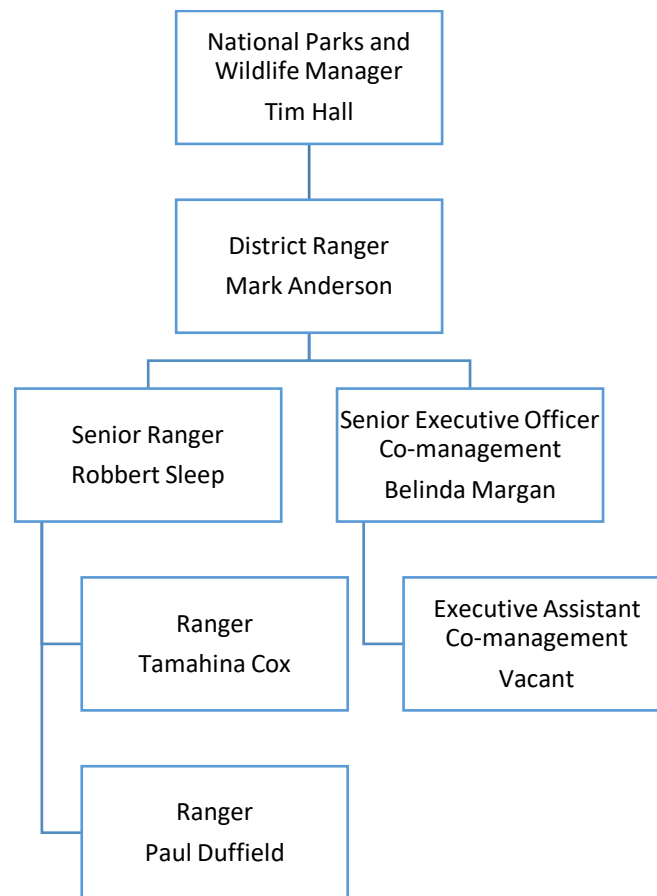 National Parks and
Wildlife Manager
Tim Hall
District Ranger
Mark Anderson
Senior Ranger
Robbert Sleep
Senior Executive Officer
Co-management
Belinda Margan
Ranger
Tamahina Cox
Executive Assistant
Co-management
Vacant
Ranger
Paul Duffield